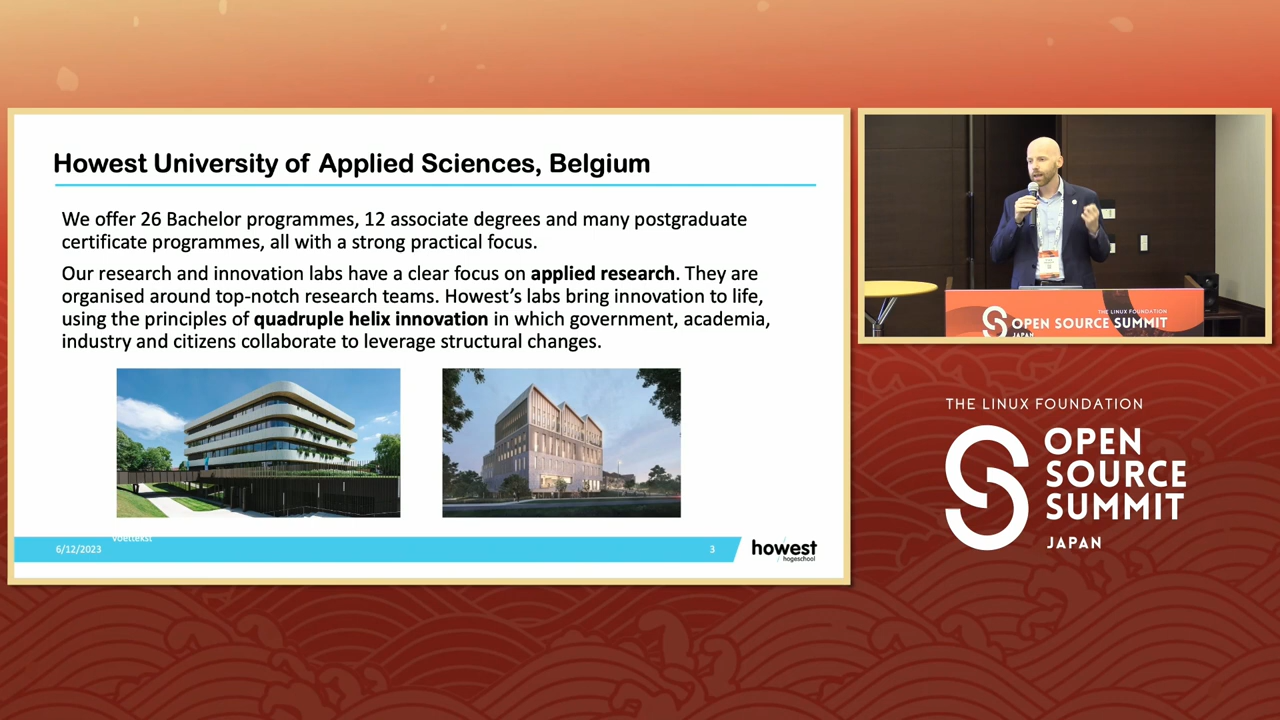 Howest University of Applied Sciences, Belgium
We offer 26 Bachelor programmes, 12 associate degrees and many postgraduate
certificate programmes, all with a strong practical focus.
Our research and innovation labs have a clear focus on applied research. They are
organised around top-notch research teams. Howest's labs bring innovation to life,
using the principles of quadruple helix innovation in which government, academia,
industry and citizens collaborate to leverage structural changes.
voettekst
6/12/2023
3
howest
hogeschool
THE LINUX FOUNDATION
OPEN SOURCE SUMMIT
JAPAN
THE LINUX FOUNDATION
OPEN
SOURCE
SUMMIT
JAPAN